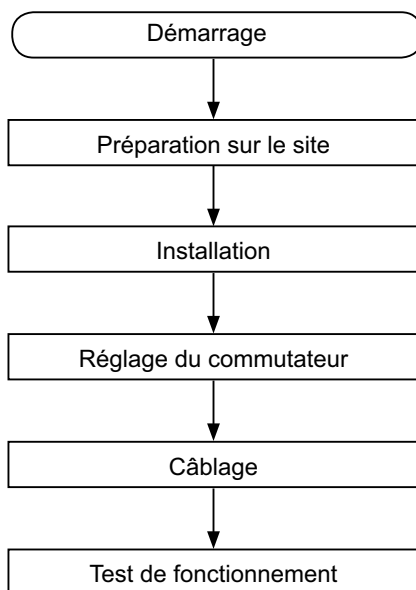 Démarrage
Préparation sur le site
Installation
Réglage du commutateur
Câblage
Test de fonctionnement